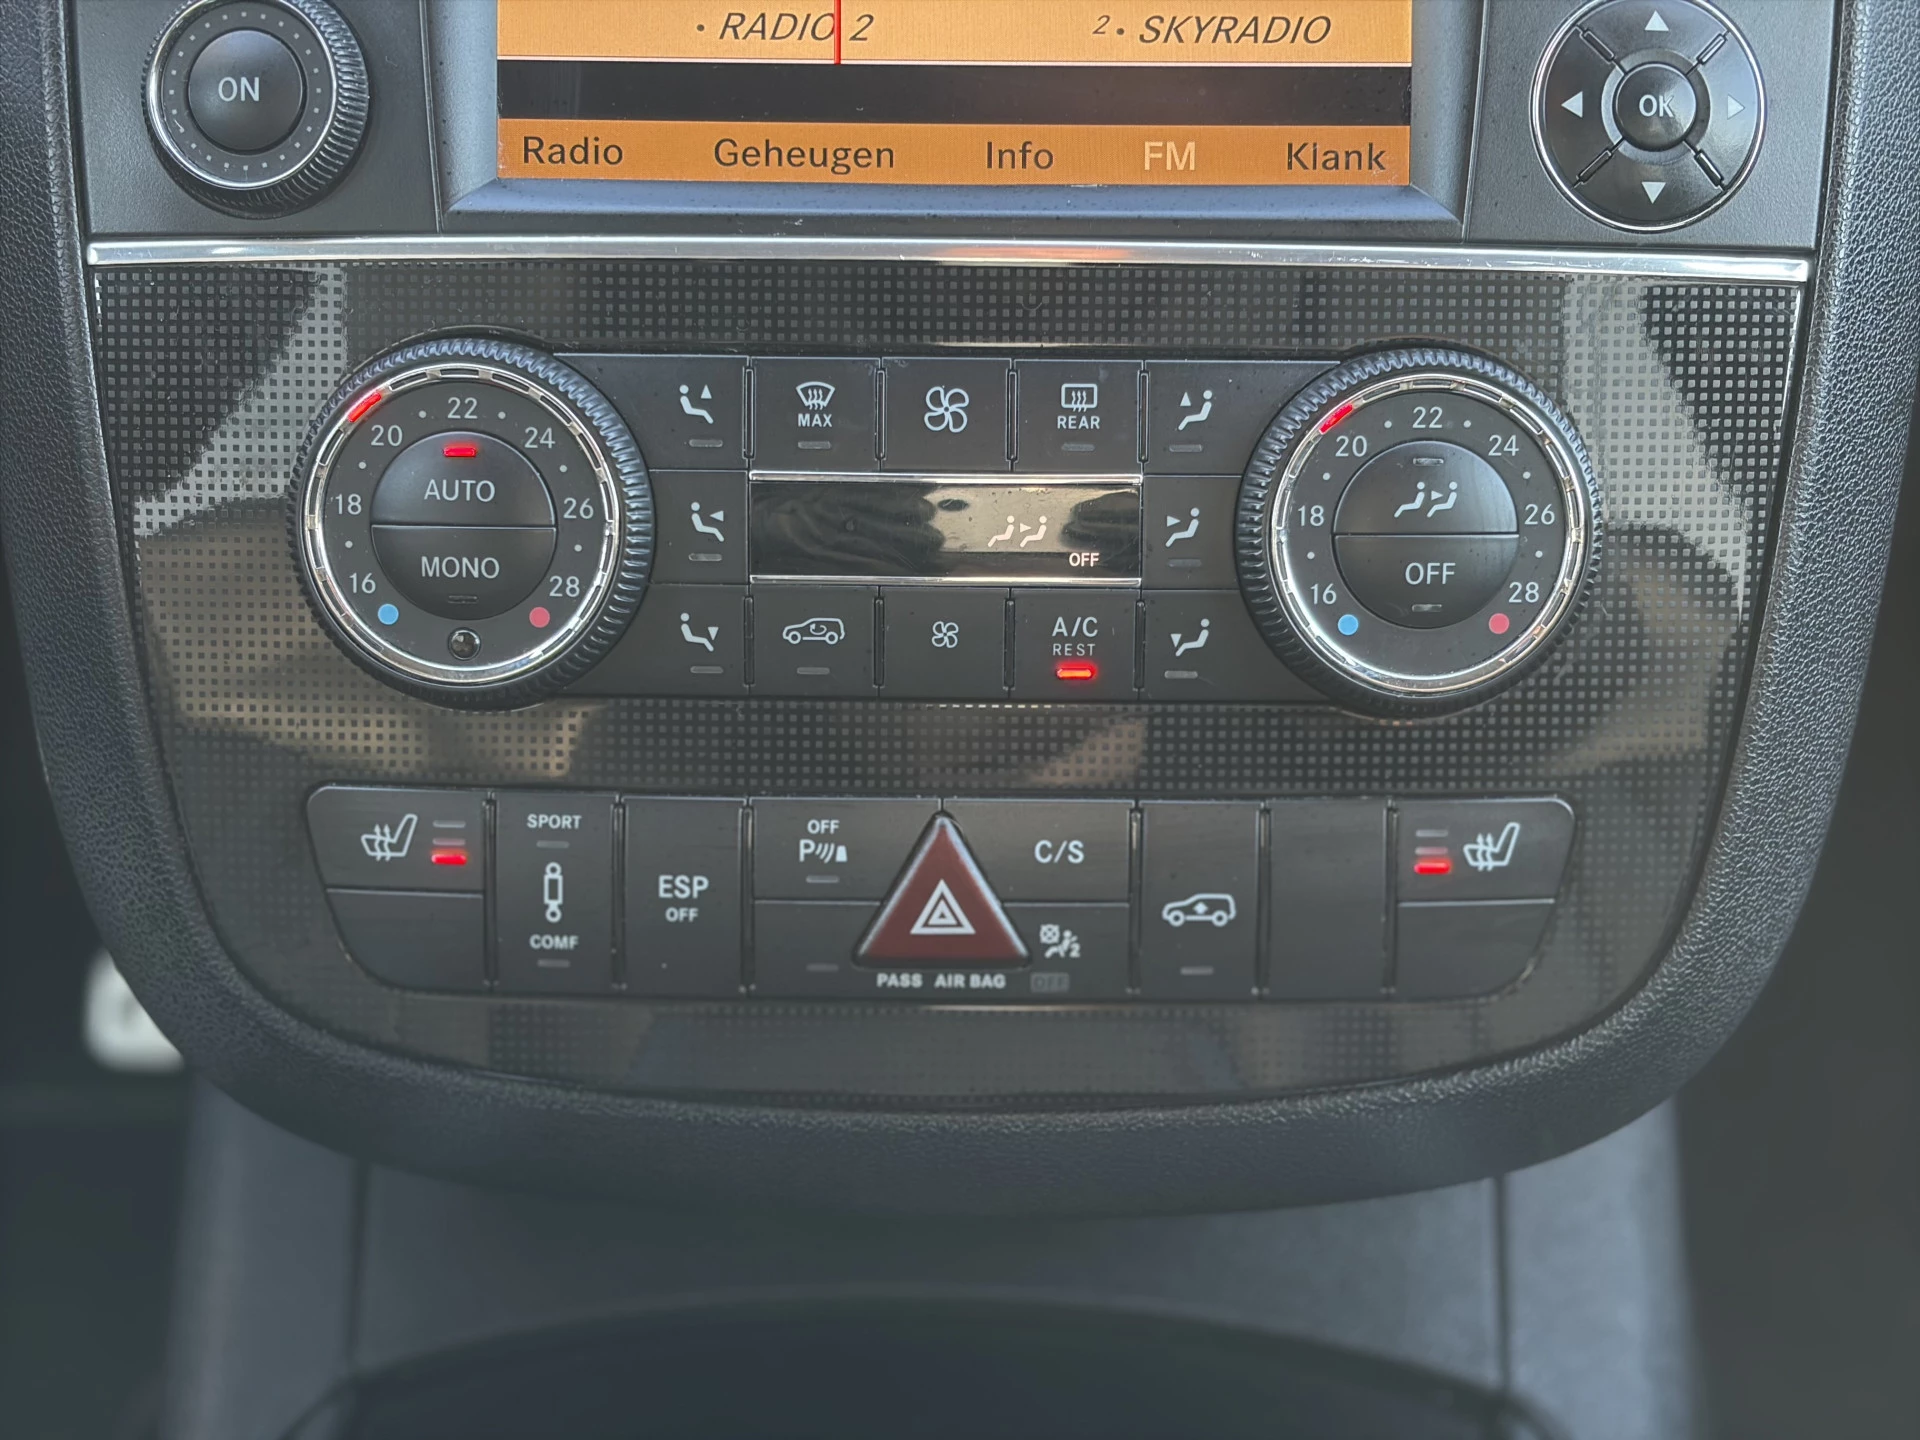 • RADIO 2
2 • SKYRADIO
ON
OK
Radio Geheugen Info FM Klank
22
20 24
18 26
16 28
AUTO
MONO
MAX
REAR
OFF
A/C
REST
22
20 24
18 26
16 28
OFF
SPORT
COMF
ESP
OFF
OFF
P
C/S
2
PASS AIR BAG OFF